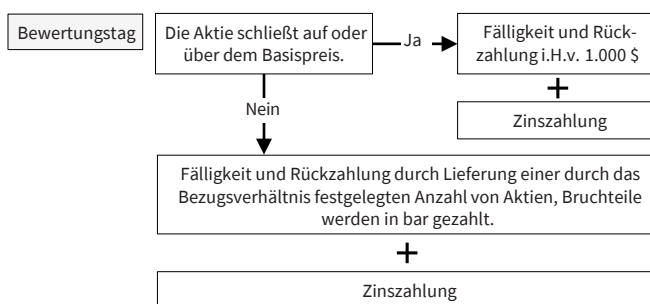 Bewertungstag
Die Aktie schließt auf oder
über dem Basispreis.
Ja
Fälligkeit und Rück-
zahlung i.H.v. 1.000 $
+
Zinszahlung
Nein
Fälligkeit und Rückzahlung durch Lieferung einer durch das
Bezugsverhältnis festgelegten Anzahl von Aktien, Bruchteile
werden in bar gezahlt.
+
Zinszahlung